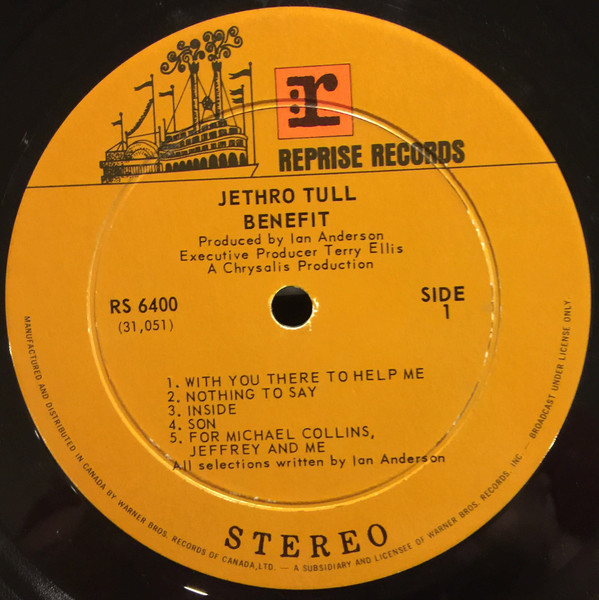 r
REPRISE RECORDS
JETHRO TULL
BENEFIT
Produced by Ian Anderson
Executive Producer Terry Ellis
A Chrysalis Production
RS 6400
(31,051)
SIDE
1
1. WITH YOU THERE TO HELP ME
2. NOTHING TO SAY
3. INSIDE
4. SON
5. FOR MICHAEL COLLINS,
JEFFREY AND ME
All selections written by Ian Anderson
STEREO
MANUFACTURED AND DISTRIBUTED IN CANADA BY WARNER BROS. RECORDS OF CANADA, LTD. — A SUBSIDIARY AND LICENSEE OF WARNER BROS. RECORDS, INC — BROADCAST UNDER LICENSE ONLY.